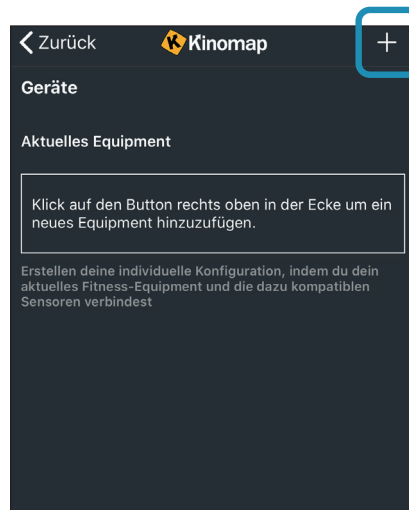 Zurück Kinomap +
Geräte
Aktuelles Equipment
Klick auf den Button rechts oben in der Ecke um ein
neues Equipment hinzuzufügen.
Erstellen deine individuelle Konfiguration, indem du dein
aktuelles Fitness-Equipment und die dazu kompatiblen
Sensoren verbindest